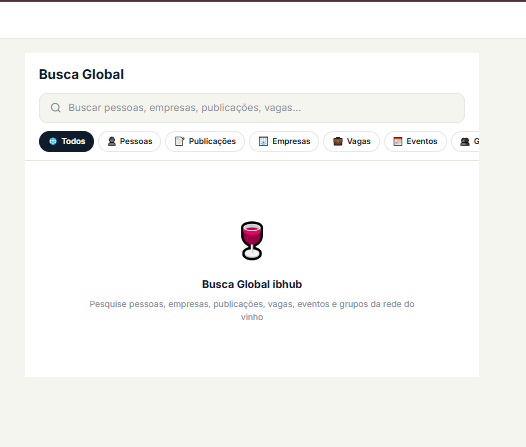 Busca Global
Buscar pessoas, empresas, publicações, vagas...
Todos Pessoas Publicações Empresas Vagas Eventos G
Busca Global ibhub
Pesquise pessoas, empresas, publicações, vagas, eventos e grupos da rede do
vinho